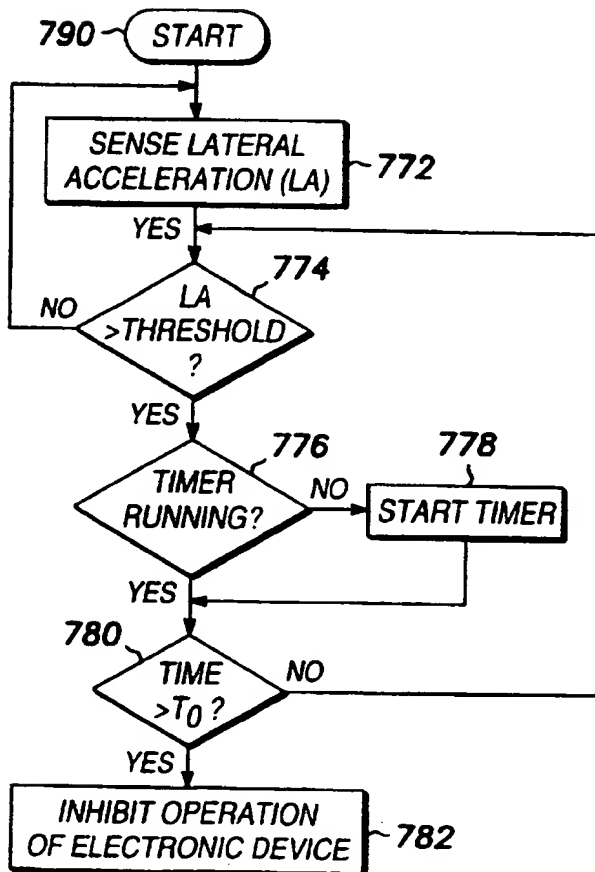 790
START
SENSE LATERAL
ACCELERATION (LA)
772
YES
774
NO
LA
>THRESHOLD
?
YES
776
778
TIMER
RUNNING?
NO
START TIMER
YES
780
TIME
>T0 ?
NO
YES
INHIBIT OPERATION
OF ELECTRONIC DEVICE
782